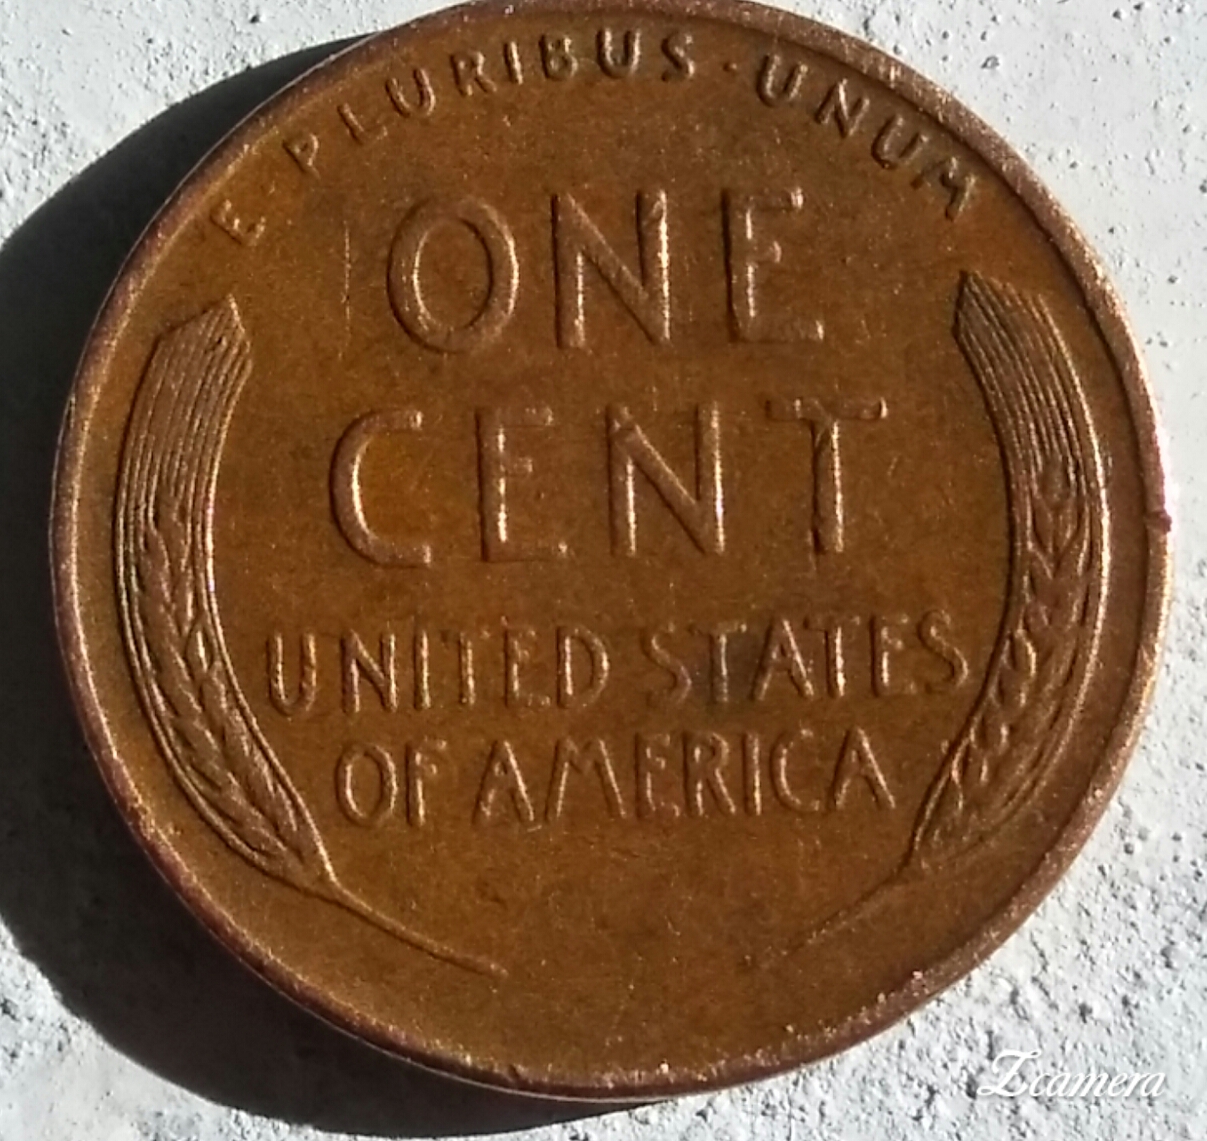 E·PLURIBUS·UNUM
ONE
CENT
UNITED STATES
OF AMERICA
Zcamera